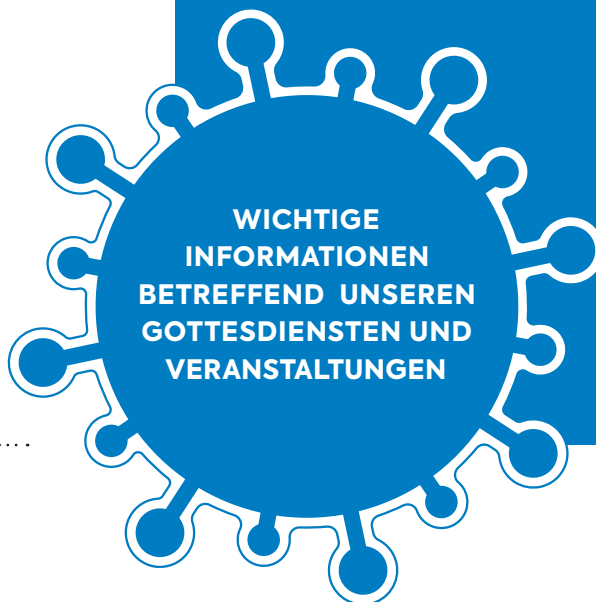 WICHTIGE
INFORMATIONEN
BETREFFEND UNSEREN
GOTTESDIENSTEN UND
VERANSTALTUNGEN
....